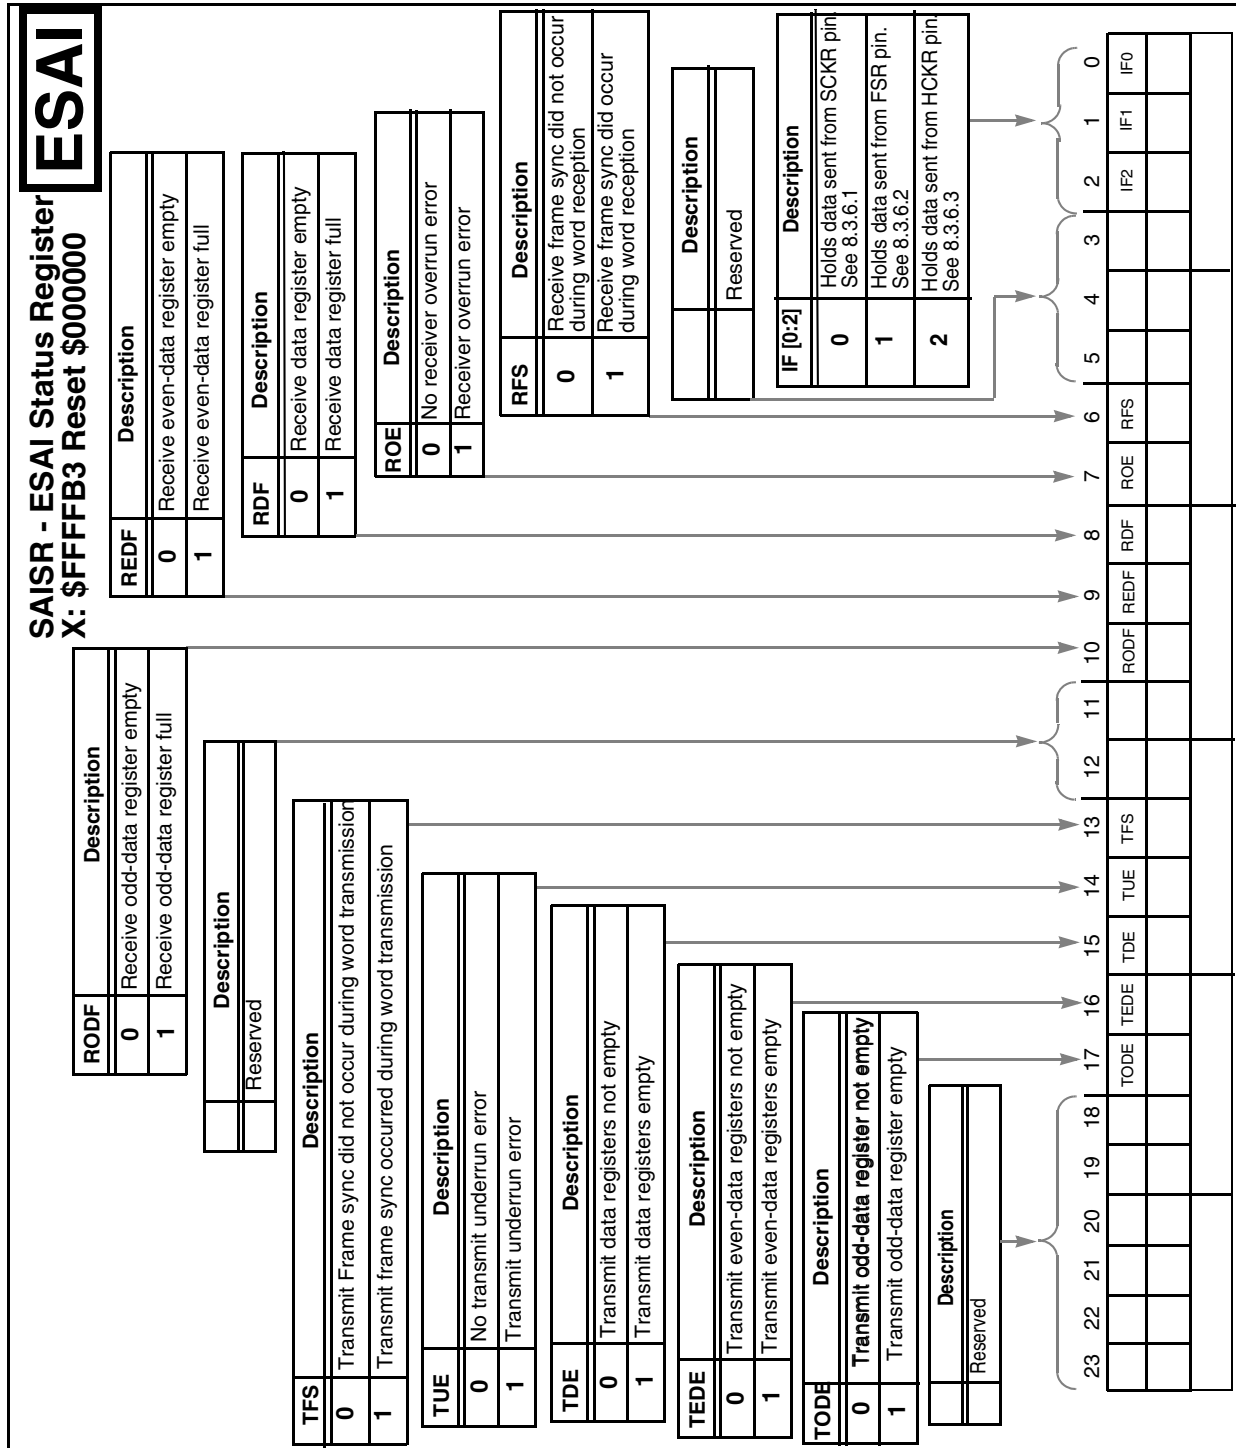 SAISR - ESAI Status Register
X: $FFFFB3 Reset $000000
ESAI
RODF Description
0 Receive odd-data register empty
1 Receive odd-data register full
REDF Description
0 Receive even-data register empty
1 Receive even-data register full
Description
Reserved
RDF Description
0 Receive data register empty
1 Receive data register full
TFS Description
0 Transmit Frame sync did not occur during word transmission
1 Transmit frame sync occurred during word transmission
ROE Description
0 No receiver overrun error
1 Receiver overrun error
TUE Description
0 No transmit underrun error
1 Transmit underrun error
RFS Description
0 Receive frame sync did not occur
during word reception
1 Receive frame sync did occur
during word reception
TDE Description
0 Transmit data registers not empty
1 Transmit data registers empty
Description
Reserved
TEDE Description
0 Transmit even-data registers not empty
1 Transmit even-data registers empty
IF [0:2] Description
0 Holds data sent from SCKR pin.
See 8.3.6.1
1 Holds data sent from FSR pin.
See 8.3.6.2
2 Holds data sent from HCKR pin.
See 8.3.6.3
TODE Description
0 Transmit odd-data register not empty
1 Transmit odd-data register empty
Description
Reserved
23 22 21 20 19 18 17 16 15 14 13 12 11 10 9 8 7 6 5 4 3 2 1 0
TODE TEDE TDE TUE TFS RODF REDF RDF ROE RFS IF2 IF1 IF0